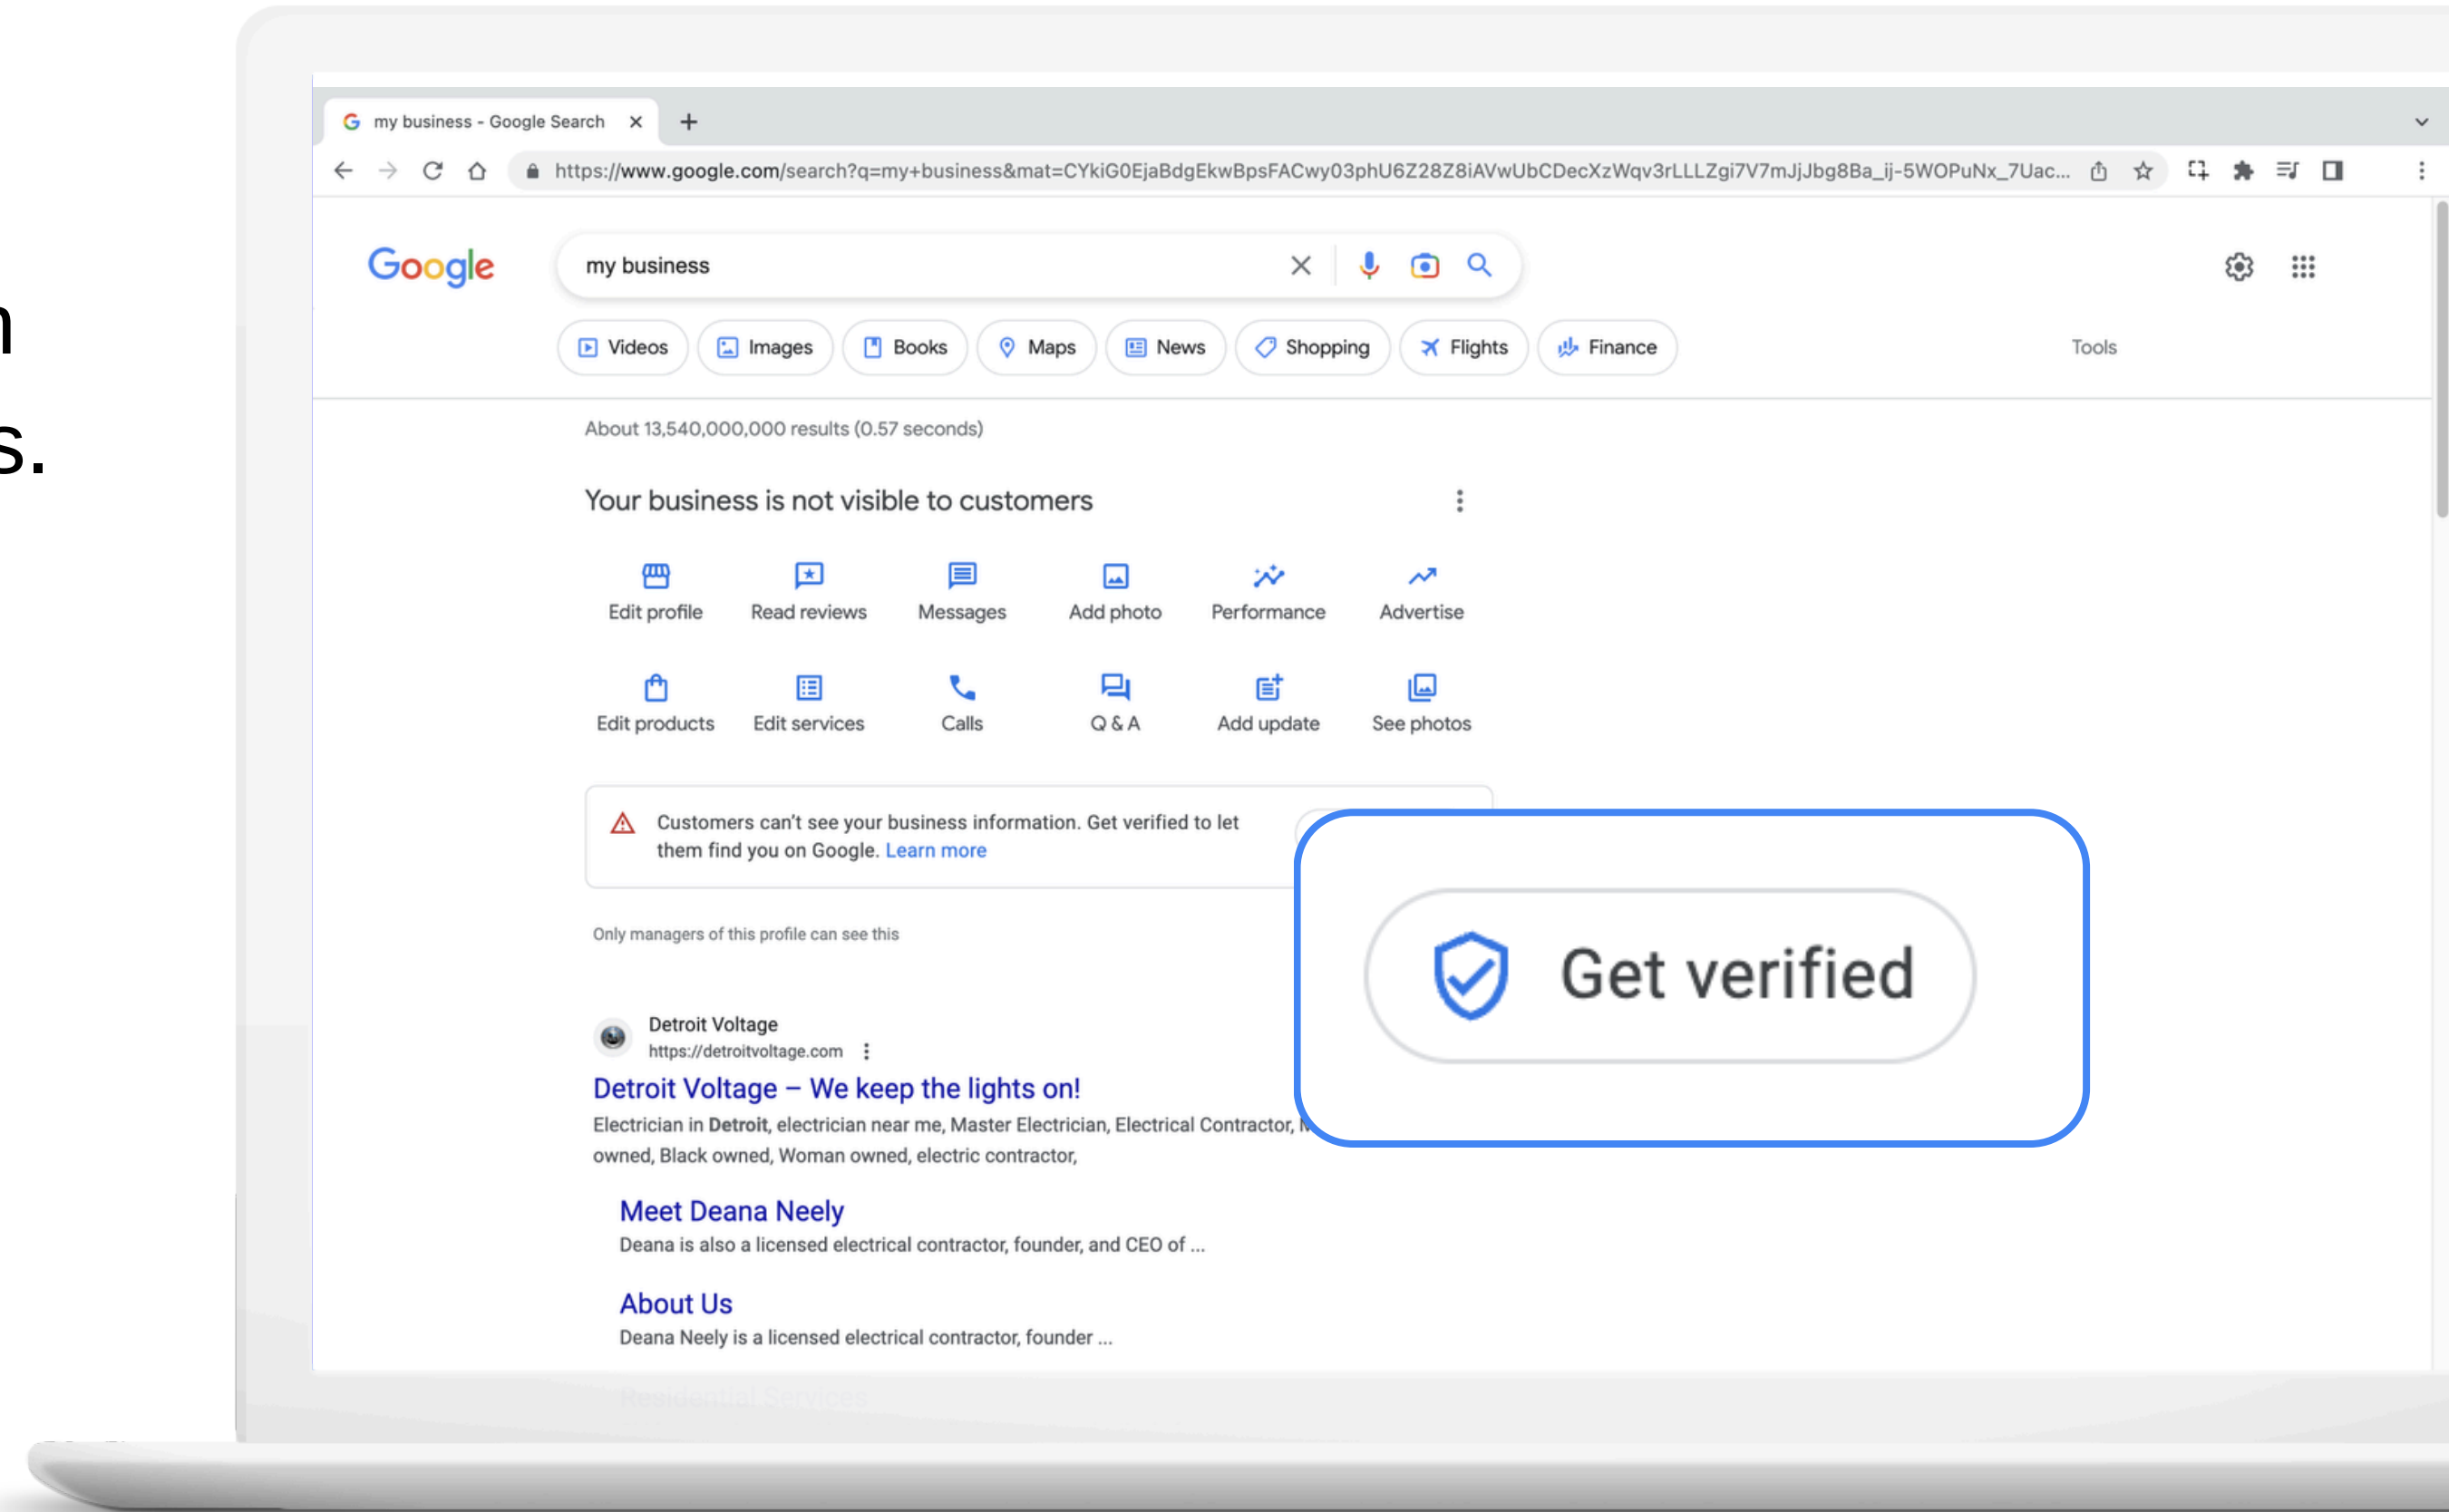 n
s.
my business - Google Search
https://www.google.com/search?q=my+business&mat=CYkiG0EjaBdgEkwBpsFACwy03phU6Z28Z8iAVwUbCDecXzWqv3rLLLZgi7V7mJjJbg8Ba_ij-5WOPuNx_7Uac...
Google
my business
Videos Images Books Maps News Shopping Flights Finance
Tools
About 13,540,000,000 results (0.57 seconds)
Your business is not visible to customers
Edit profile Read reviews Messages Add photo Performance Advertise
Edit products Edit services Calls Q & A Add update See photos
Customers can't see your business information. Get verified to let
them find you on Google. Learn more
Get verified
Only managers of this profile can see this
Detroit Voltage
https://detroitvoltage.com
Detroit Voltage – We keep the lights on!
Electrician in Detroit, electrician near me, Master Electrician, Electrical Contractor,
owned, Black owned, Woman owned, electric contractor,
Meet Deana Neely
Deana is also a licensed electrical contractor, founder, and CEO of ...
About Us
Deana Neely is a licensed electrical contractor, founder ...
Residential Services